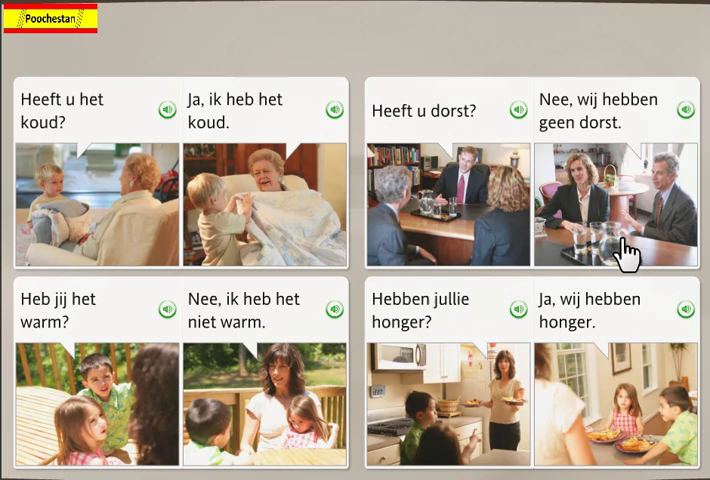 Poochestan
Heeft u het
koud?
Ja, ik heb het
koud.
Heeft u dorst?
Nee, wij hebben
geen dorst.
Heb jij het
warm?
Nee, ik heb het
niet warm.
Hebben jullie
honger?
Ja, wij hebben
honger.